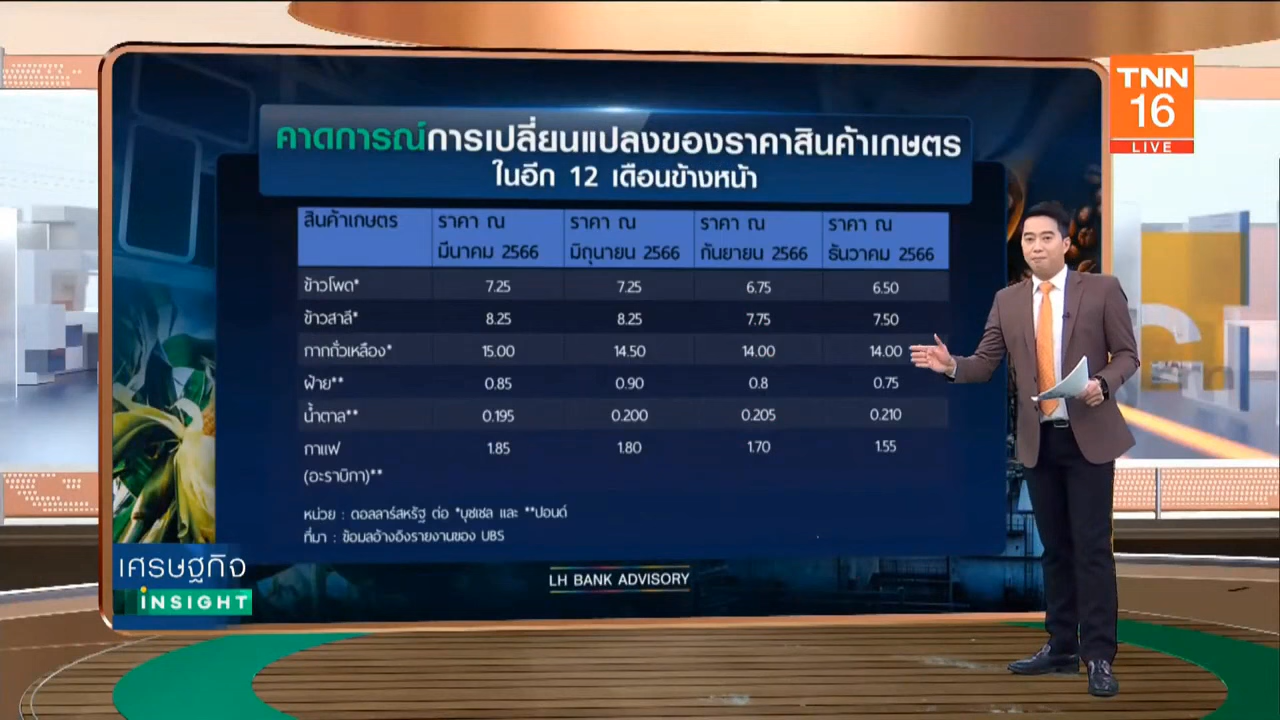 TNN
16
LIVE
คาดการณ์การเปลี่ยนแปลงของราคาสินค้าเกษตร
ในอีก 12 เดือนข้างหน้า
สินค้าเกษตร ราคา ณ มีนาคม 2566 ราคา ณ มิถุนายน 2566 ราคา ณ กันยายน 2566 ราคา ณ ธันวาคม 2566
ข้าวโพด* 7.25 7.25 6.75 6.50
ข้าวสาลี* 8.25 8.25 7.75 7.50
กากถั่วเหลือง* 15.00 14.50 14.00 14.00
ฝ้าย** 0.85 0.90 0.8 0.75
น้ำตาล** 0.195 0.200 0.205 0.210
กาแฟ 1.85 1.80 1.70 1.55
(อะราบิกา)**
หน่วย : ดอลลาร์สหรัฐ ต่อ *บุชเชล และ **ปอนด์
ที่มา : ข้อมูลอ้างอิงรายงานของ UBS
LH BANK ADVISORY
เศรษฐกิจ
INSIGHT